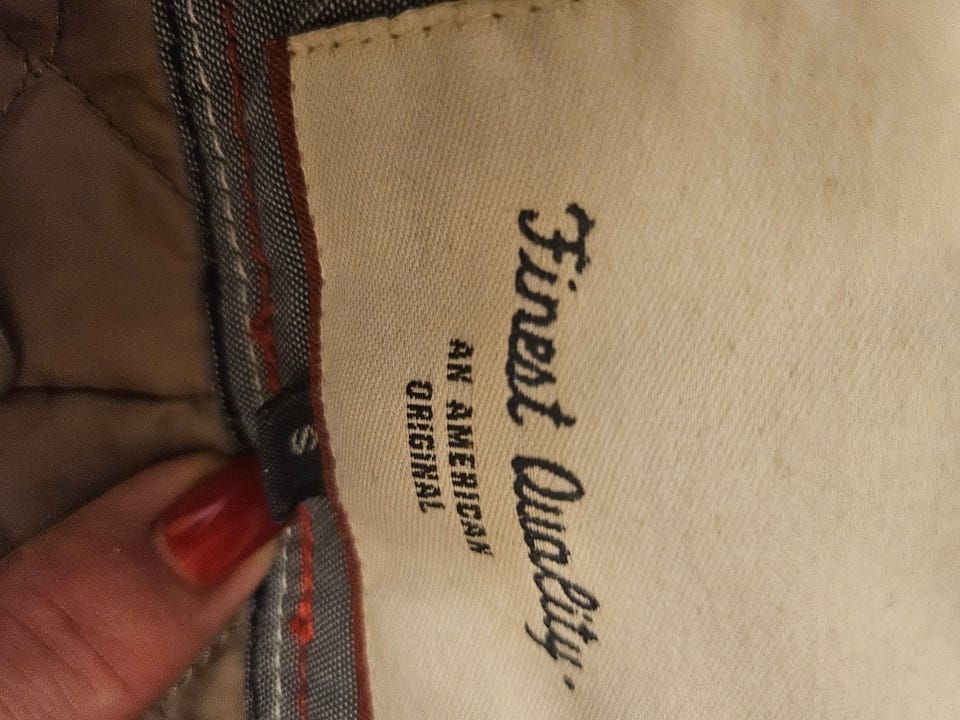 Finest Quality.
AN AMERICAN
ORIGINAL
S